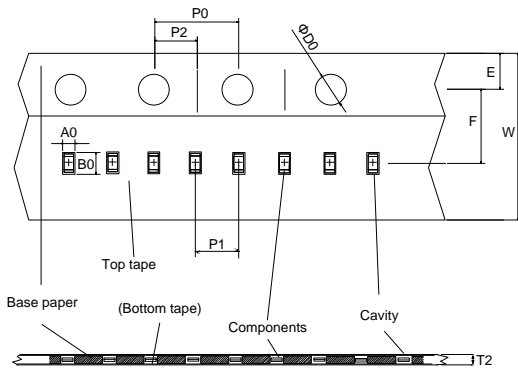 P0
P2
ΦD0
E
F
W
A0
B0
P1
Top tape
Base paper
(Bottom tape)
Components
Cavity
T2